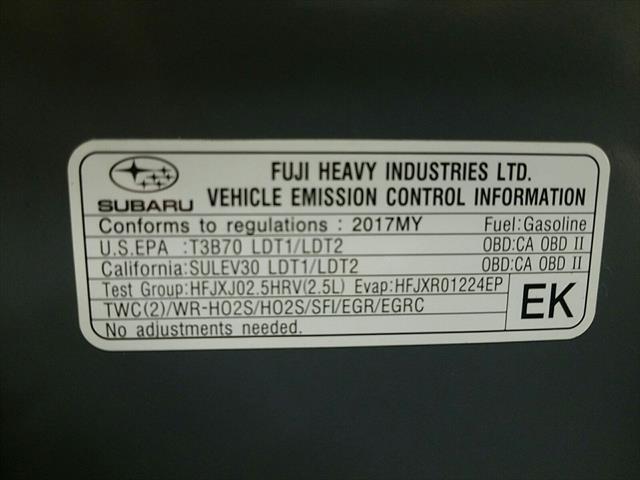 FUJI HEAVY INDUSTRIES LTD.
SUBARU VEHICLE EMISSION CONTROL INFORMATION
Conforms to regulations : 2017MY Fuel:Gasoline
U.S.EPA :T3B70 LDT1/LDT2 OBD:CA OBD II
California:SULEV30 LDT1/LDT2 OBD:CA OBD II
Test Group:HFJXJ02.5HRV(2.5L) Evap:HFJXR01224EP
TWC(2)/WR-HO2S/HO2S/SFI/EGR/EGRC
No adjustments needed.
EK